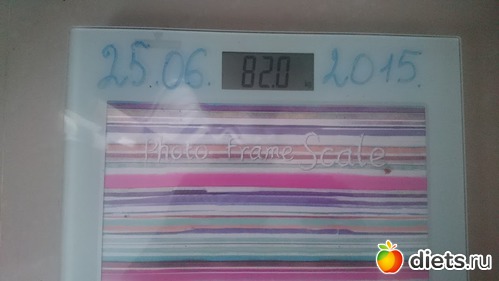 25.06. 82.0 2015.
Photo Frame Scale
diets.ru